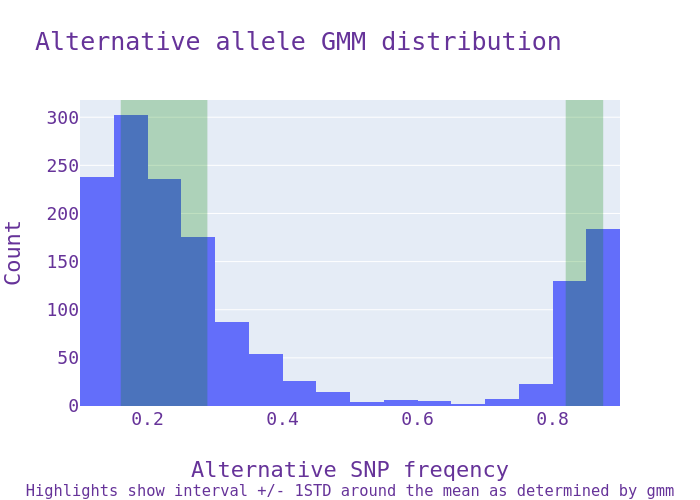 Alternative allele GMM distribution
300
250
200
150
100
50
0
Count
0.2 0.4 0.6 0.8
Alternative SNP freqency
Highlights show interval +/- 1STD around the mean as determined by gmm